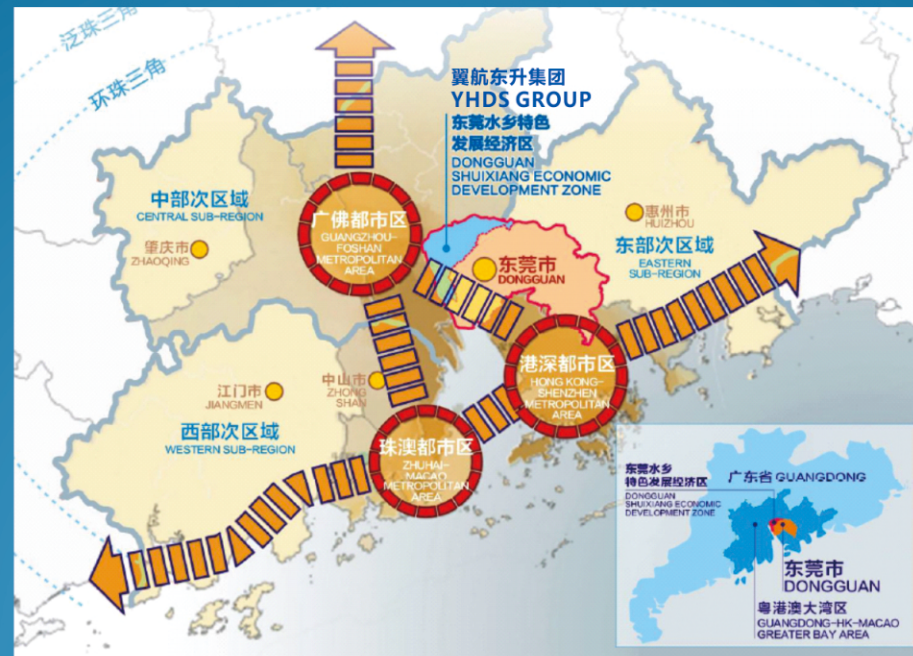 泛珠三角
环珠三角
翼航东升集团
YHDS GROUP
东莞水乡特色
发展经济区
DONGGUAN
SHUIXIANG ECONOMIC
DEVELOPMENT ZONE
中部次区域
CENTRAL SUB-REGION
肇庆市
ZHAOQING
广佛都市区
GUANGZHOU-
FOSHAN
METROPOLITAN
AREA
惠州市
HUIZHOU
东部次区域
EASTERN
SUB-REGION
东莞市
DONGGUAN
港深都市区
HONG KONG-
SHENZHEN
METROPOLITAN
AREA
江门市
JIANGMEN
中山市
ZHONG
SHAN
西部次区域
WESTERN SUB-REGION
珠澳都市区
ZHUHAI-
MACAO
METROPOLITAN
AREA
东莞水乡
特色发展经济区
DONGGUAN
SHUIXIANG ECONOMIC
DEVELOPMENT ZONE
广东省 GUANGDONG
东莞市
DONGGUAN
粤港澳大湾区
GUANGDONG-HK-MACAO
GREATER BAY AREA